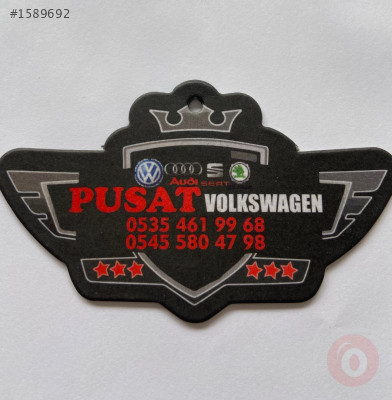 #1589692
Audi SEAT
PUSAT VOLKSWAGEN
0535 461 99 68
0545 580 47 98